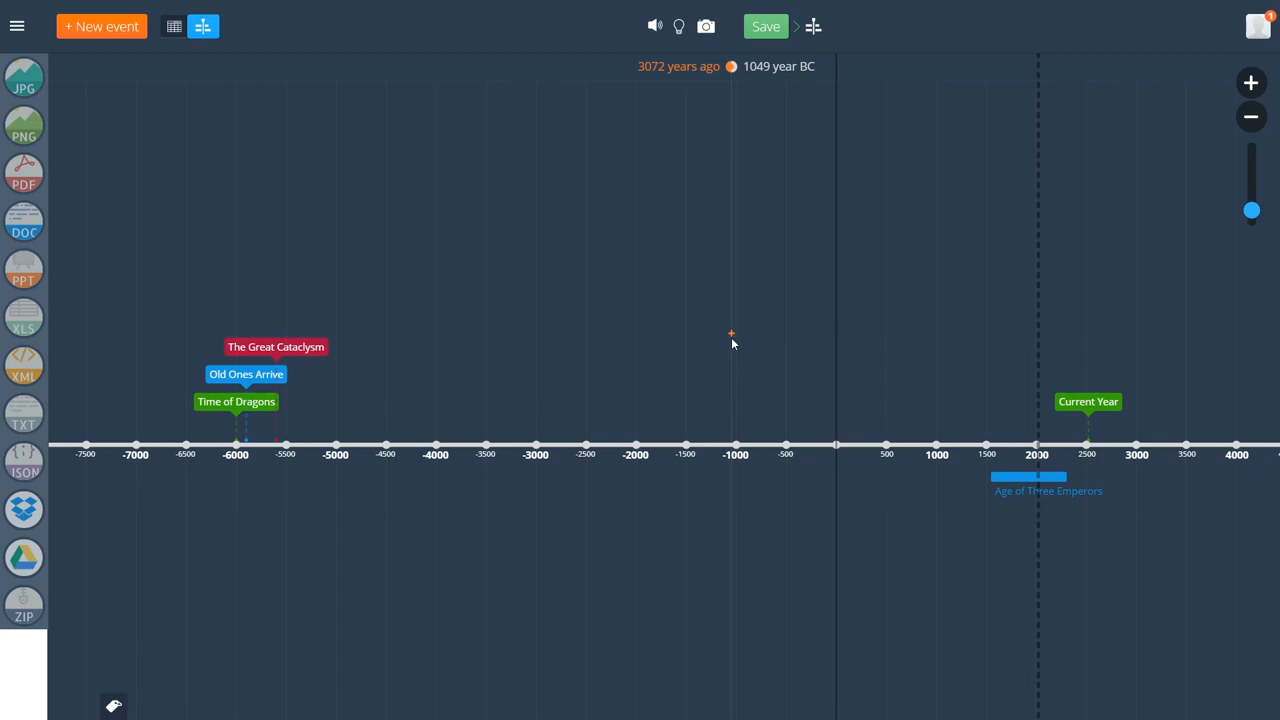 + New event
Save
1
3072 years ago 1049 year BC
JPG
PNG
PDF
DOC
PPT
XLS
XML
TXT
JSON
ZIP
The Great Cataclysm
Old Ones Arrive
Time of Dragons
Current Year
-7500 -7000 -6500 -6000 -5500 -5000 -4500 -4000 -3500 -3000 -2500 -2000 -1500 -1000 -500 500 1000 1500 2000 2500 3000 3500 4000
Age of Three Emperors